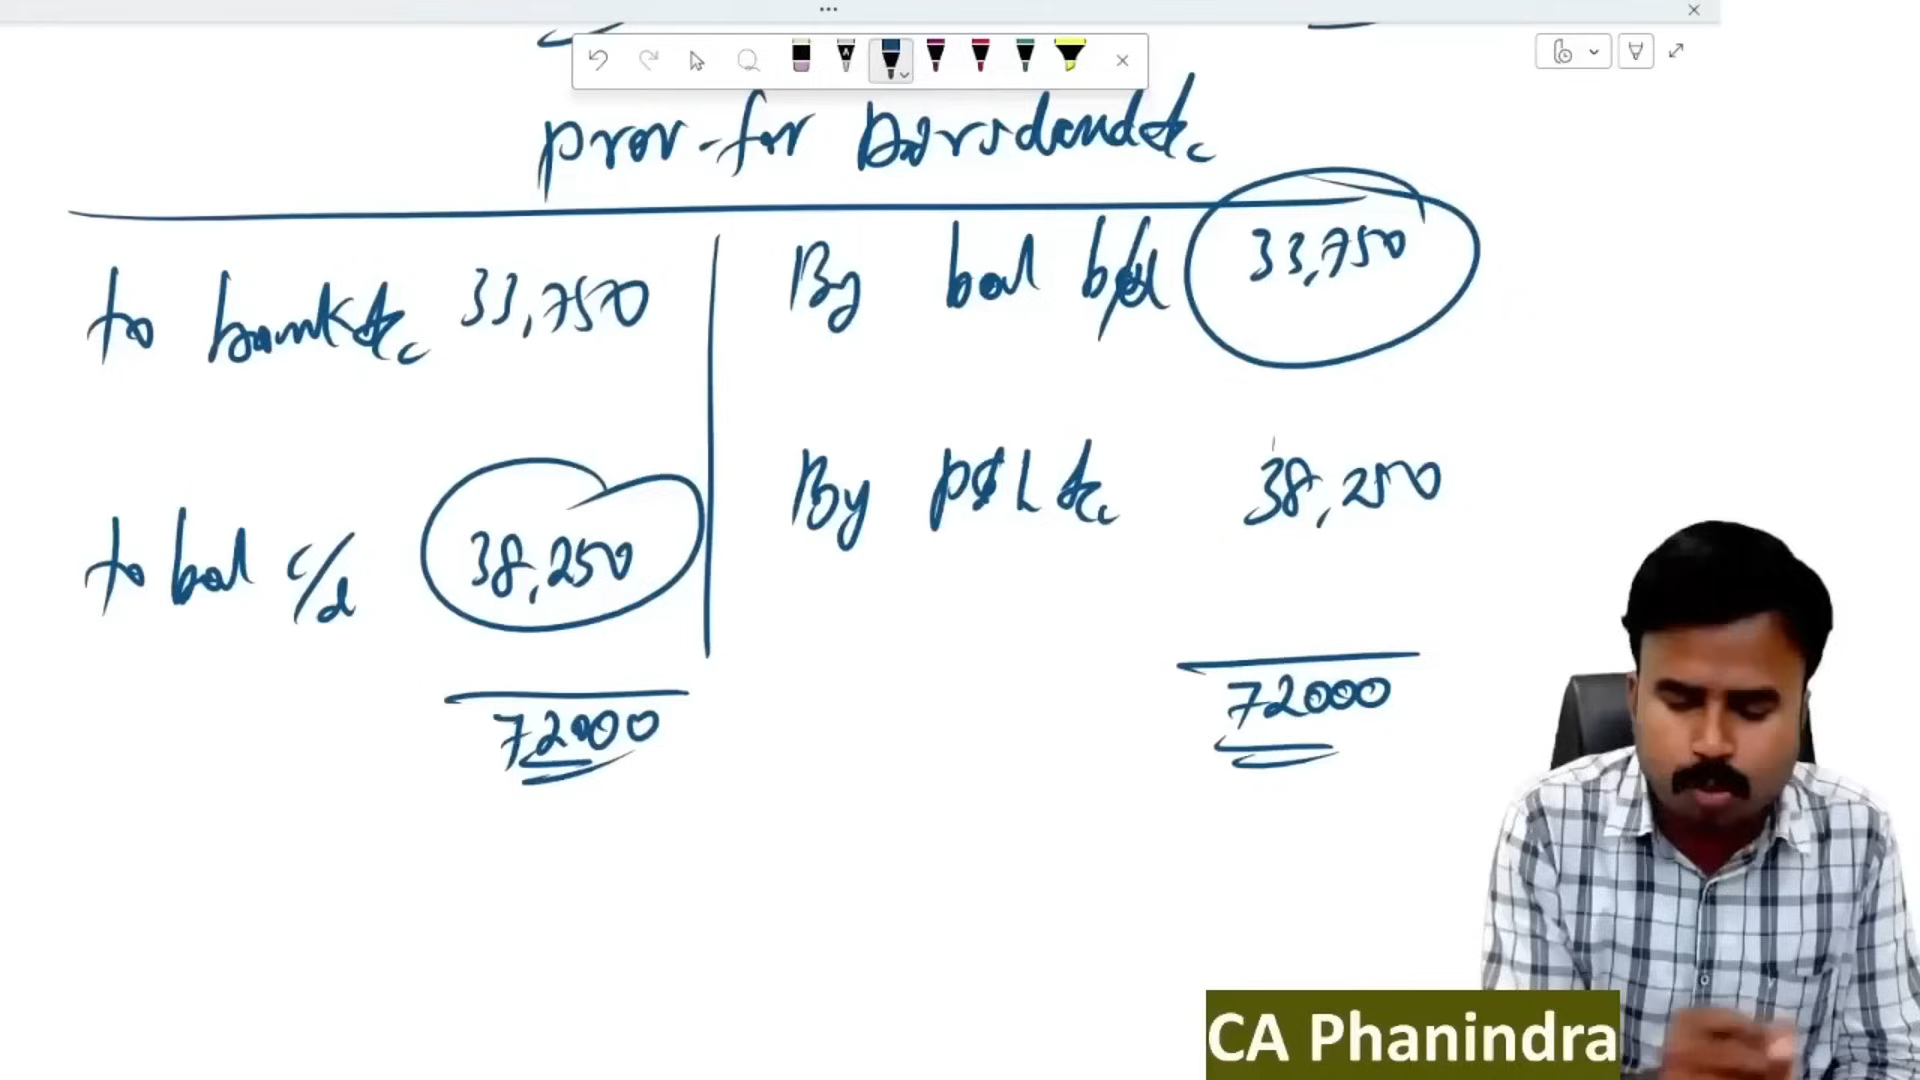 prov. for Dividend A/c
To bank A/c 33,750
By bal b/d 33,750
To bal c/d 38,250
By P&L A/c 38,250
72000
72000
CA Phanindra